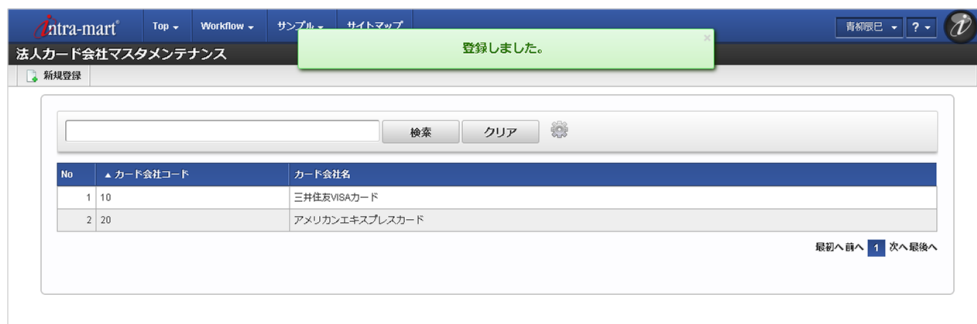 intra-mart Top Workflow サンプル サイトマップ 青柳辰巳 ?
登録しました。 ×
法人カード会社マスタメンテナンス
新規登録
検索 クリア
No ▲ カード会社コード カード会社名
1 10 三井住友VISAカード
2 20 アメリカンエキスプレスカード
最初へ 前へ 1 次へ 最後へ